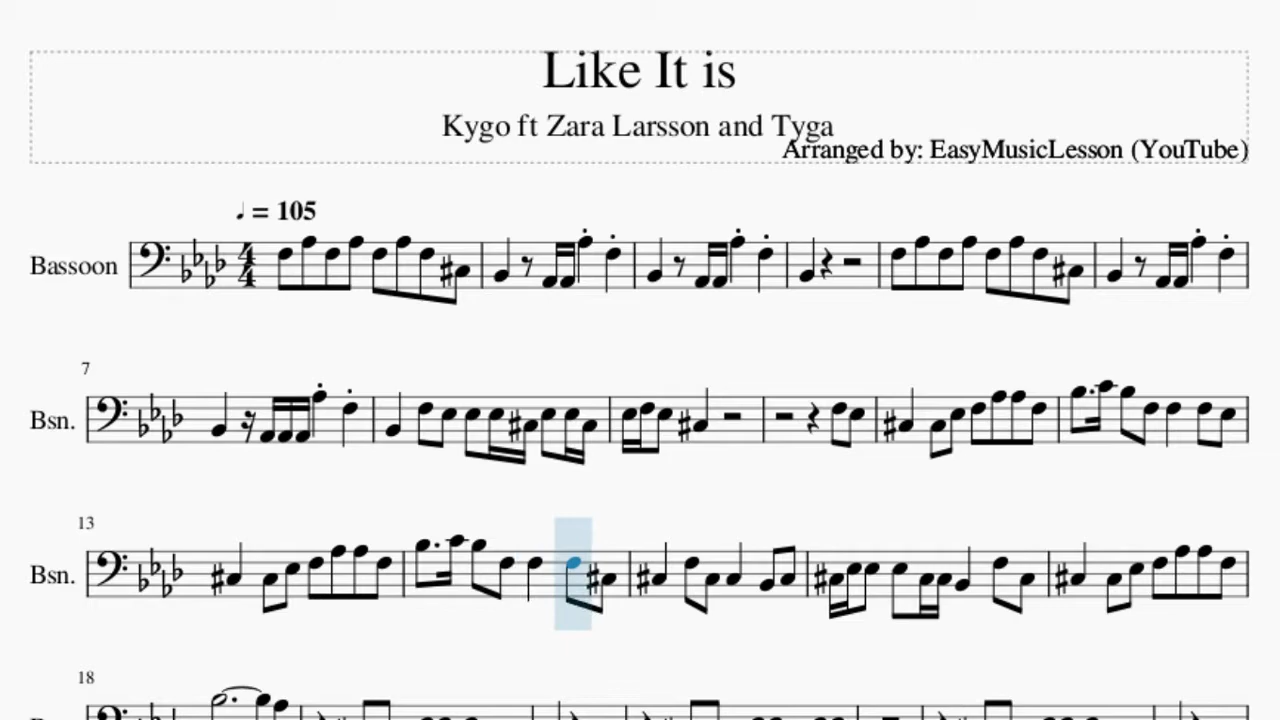 Like It is
Kygo ft Zara Larsson and Tyga
Arranged by: EasyMusicLesson (YouTube)
♩ = 105
Bassoon
4
4
7
Bsn.
13
Bsn.
18